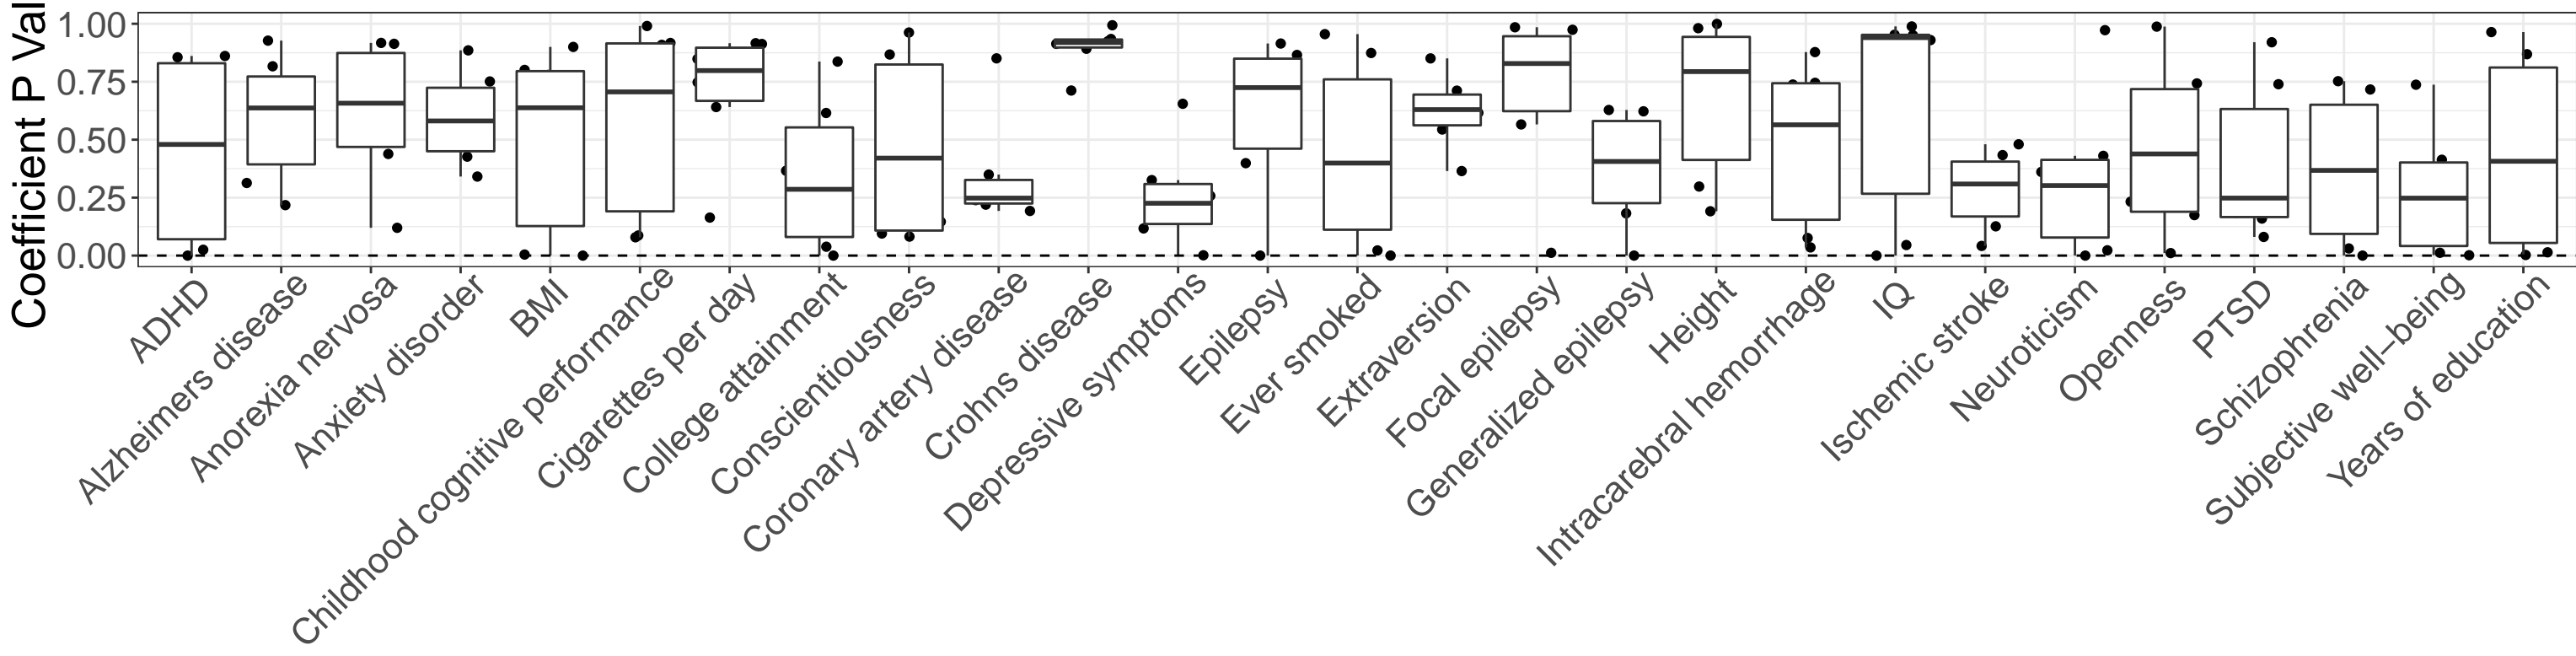 Coefficient P Val
1.00
0.75
0.50
0.25
0.00
ADHD
Alzheimers disease
Anorexia nervosa
Anxiety disorder
BMI
Childhood cognitive performance
Cigarettes per day
College attainment
Conscientiousness
Coronary artery disease
Crohns disease
Depressive symptoms
Epilepsy
Ever smoked
Extraversion
Focal epilepsy
Generalized epilepsy
Height
Intracarebral hemorrhage
IQ
Ischemic stroke
Neuroticism
Openness
PTSD
Schizophrenia
Subjective well−being
Years of education